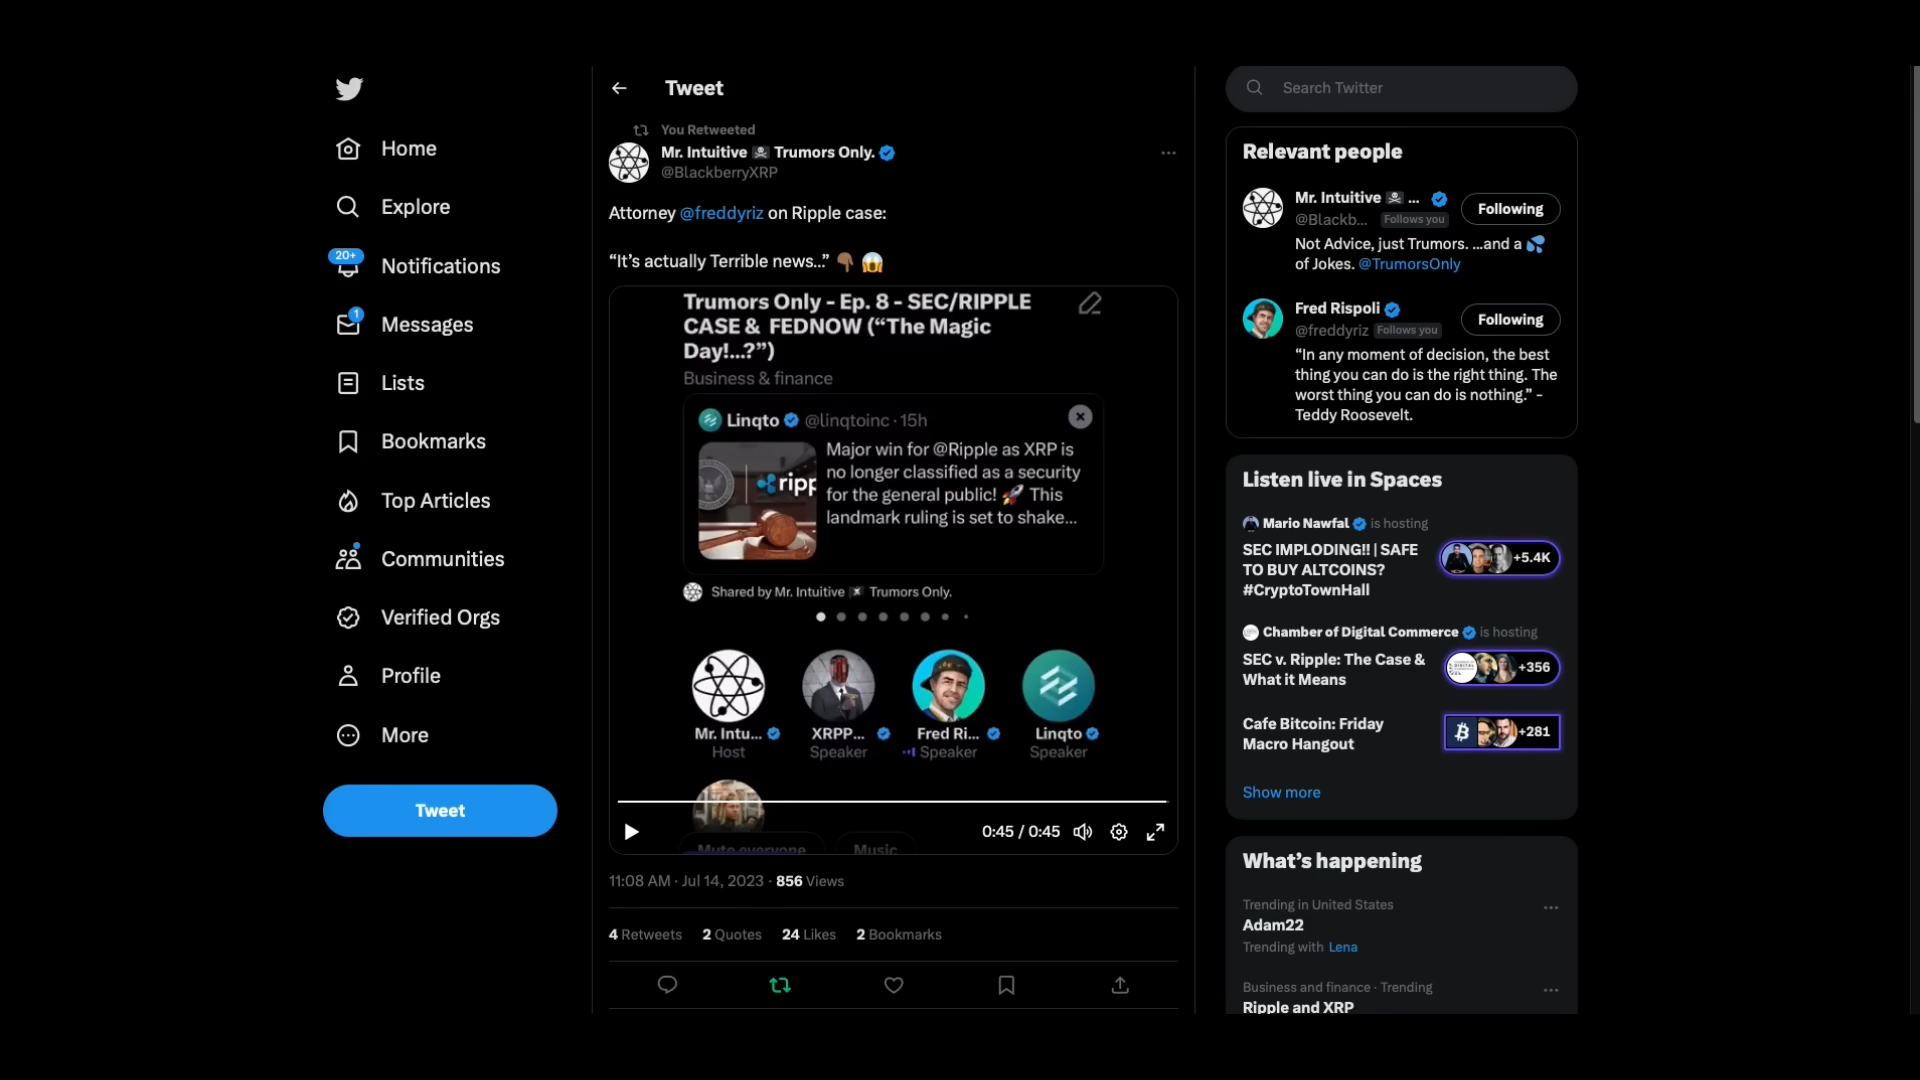 Home
Explore
20+
Notifications
1
Messages
Lists
Bookmarks
Top Articles
Communities
Verified Orgs
Profile
More
Tweet
Tweet
You Retweeted
Mr. Intuitive Trumors Only.
@BlackberryXRP
Attorney @freddyriz on Ripple case:
“It’s actually Terrible news...”
Trumors Only - Ep. 8 - SEC/RIPPLE
CASE & FEDNOW (“The Magic
Day!...?”)
Business & finance
Linqto @linqtoinc · 15h
Major win for @Ripple as XRP is
no longer classified as a security
for the general public! 🚀 This
landmark ruling is set to shake...
ripp
Shared by Mr. Intuitive Trumors Only.
Mr. Intu...
Host
XRPP...
Speaker
Fred Ri...
Speaker
Linqto
Speaker
Mute everyone
Music
0:45 / 0:45
11:08 AM · Jul 14, 2023 · 856 Views
4 Retweets 2 Quotes 24 Likes 2 Bookmarks
Search Twitter
Relevant people
Mr. Intuitive ...
@Blackb... Follows you
Following
Not Advice, just Trumors. ...and a 💦
of Jokes. @TrumorsOnly
Fred Rispoli
@freddyriz Follows you
Following
“In any moment of decision, the best
thing you can do is the right thing. The
worst thing you can do is nothing.” -
Teddy Roosevelt.
Listen live in Spaces
Mario Nawfal is hosting
SEC IMPLODING!! | SAFE
TO BUY ALTCOINS?
#CryptoTownHall
+5.4K
Chamber of Digital Commerce is hosting
SEC v. Ripple: The Case &
What it Means
+356
Cafe Bitcoin: Friday
Macro Hangout
+281
Show more
What’s happening
Trending in United States
Adam22
Trending with Lena
Business and finance · Trending
Ripple and XRP